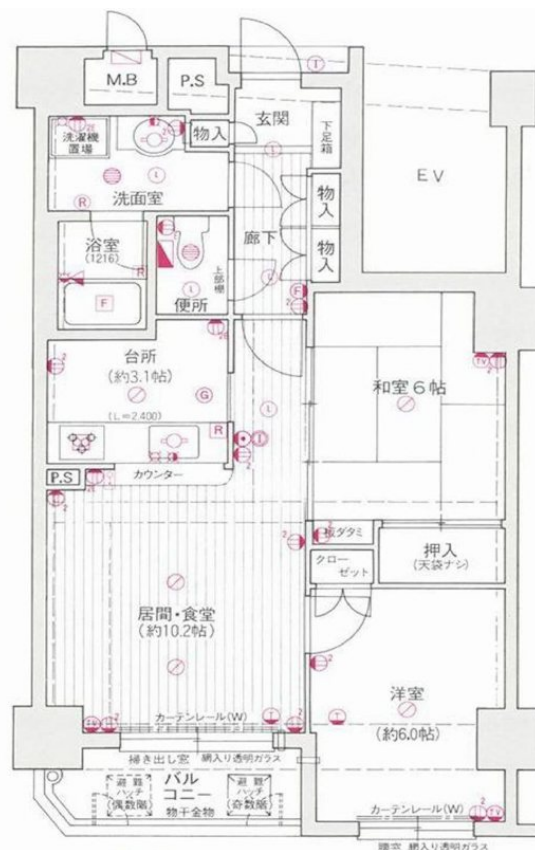 M.B
P.S
玄関
下足箱
EV
洗濯機
置場
物入
洗面室
物入
物入
廊下
浴室
(1216)
上部棚
便所
台所
(約3.1帖)
(L=2.400)
和室6帖
カウンター
P.S
板ダタミ
クロー
ゼット
押入
(天袋ナシ)
居間・食堂
(約10.2帖)
洋室
(約6.0帖)
カーテンレール(W)
掃き出し窓 網入り透明ガラス
バル
コニー
物干金物
避難
ハッチ
(偶数階)
避難
ハッチ
(奇数階)
カーテンレール(W)
網入り透明ガラス